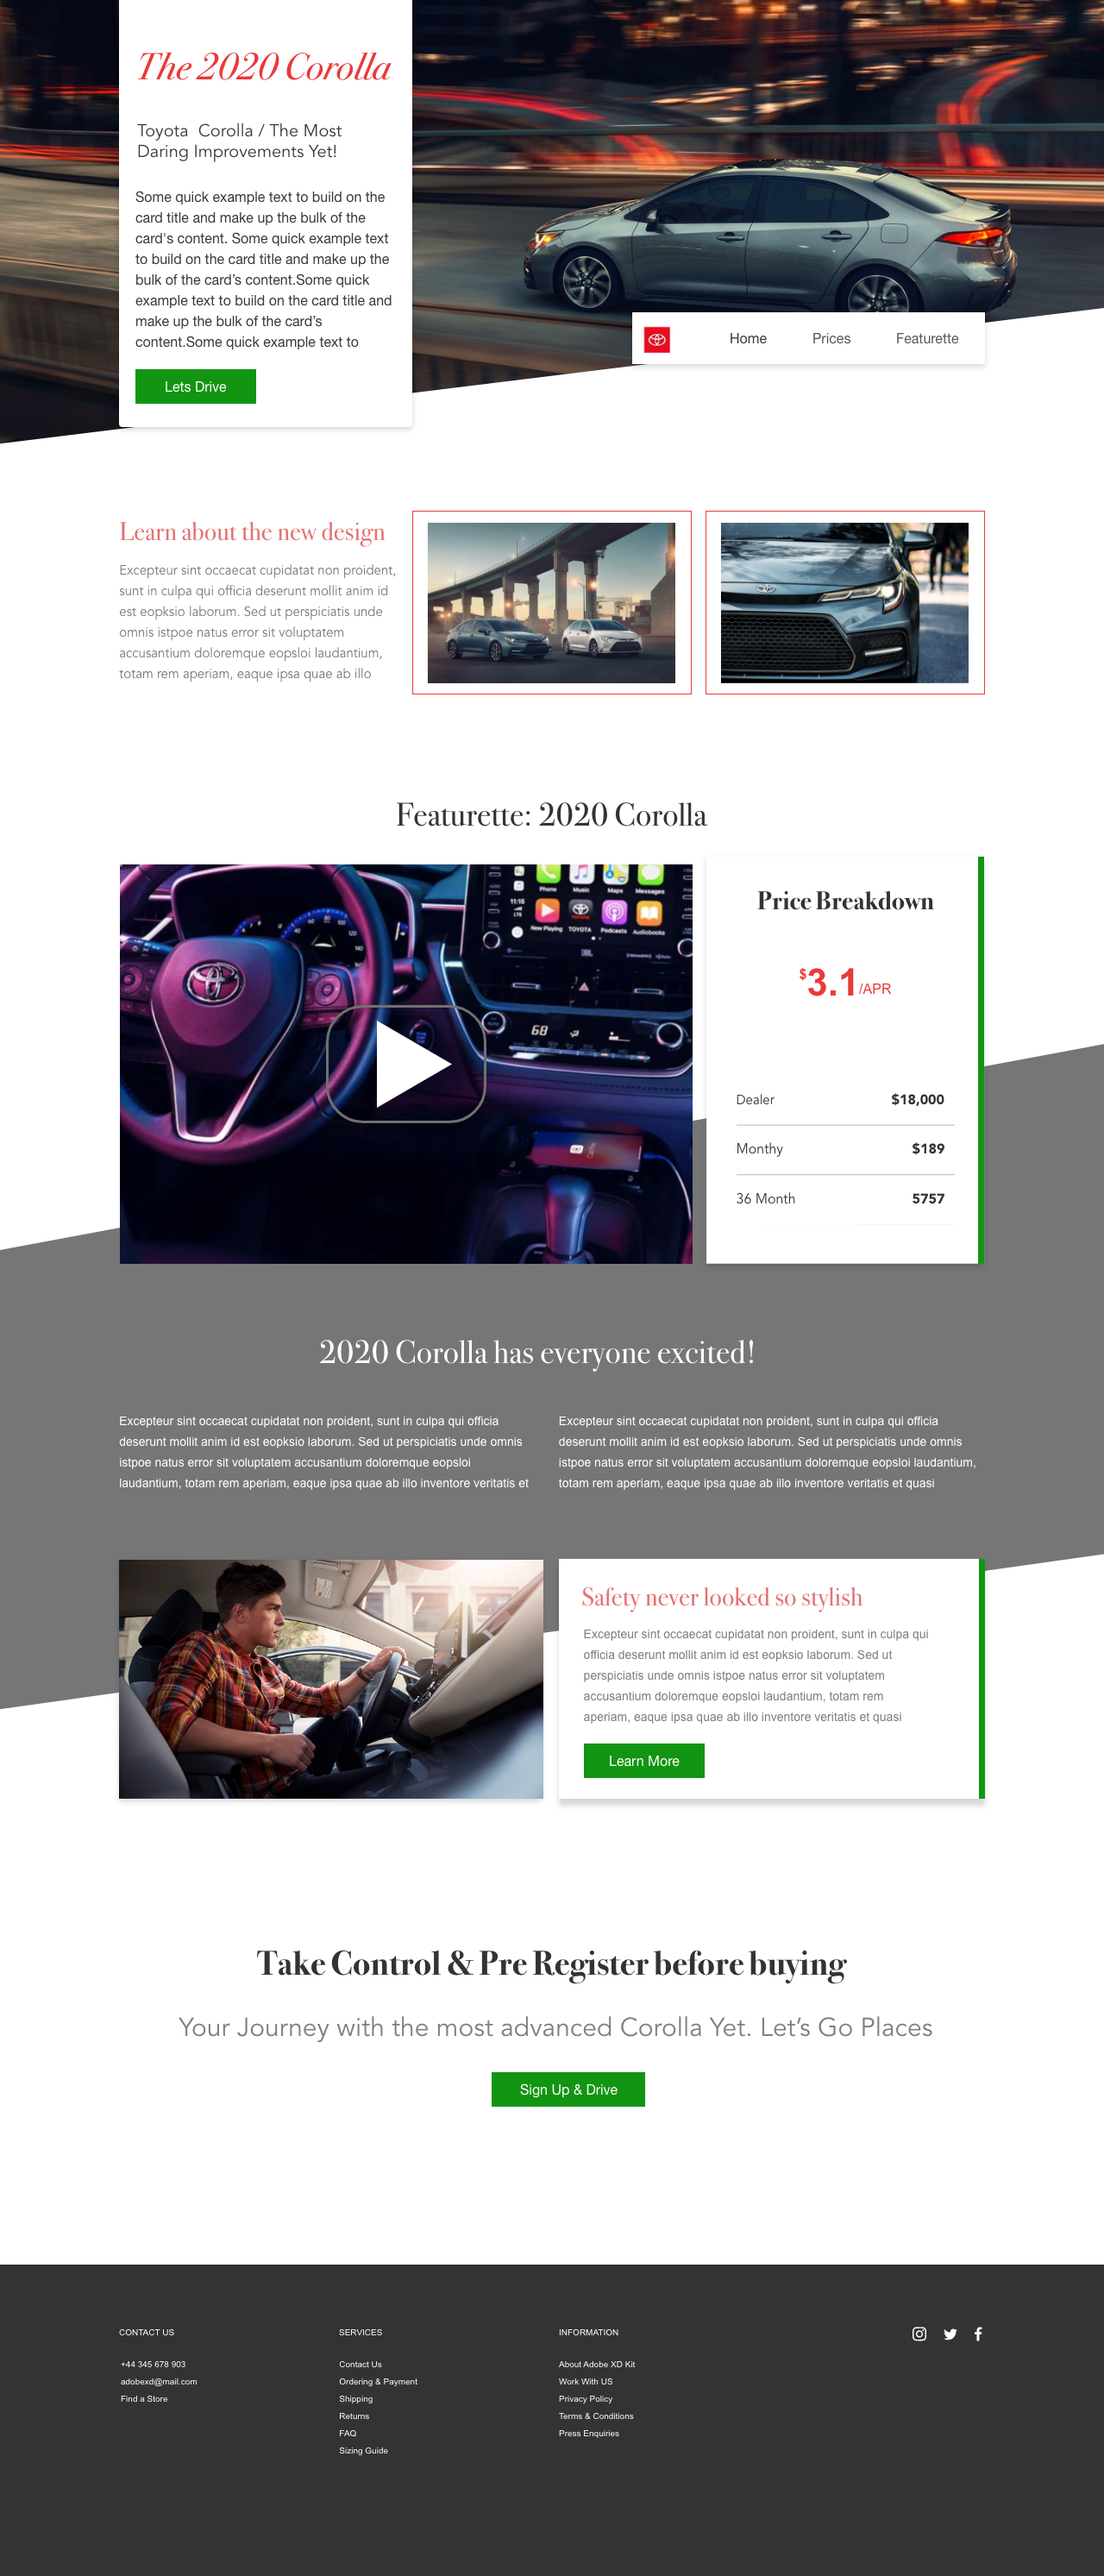 The 2020 Corolla
Toyota Corolla / The Most
Daring Improvements Yet!
Some quick example text to build on the
card title and make up the bulk of the
card's content. Some quick example text
to build on the card title and make up the
bulk of the card’s content.Some quick
example text to build on the card title and
make up the bulk of the card’s
content.Some quick example text to
Lets Drive
Home Prices Featurette
Learn about the new design
Excepteur sint occaecat cupidatat non proident,
sunt in culpa qui officia deserunt mollit anim id
est eopksio laborum. Sed ut perspiciatis unde
omnis istpoe natus error sit voluptatem
accusantium doloremque eopsloi laudantium,
totam rem aperiam, eaque ipsa quae ab illo
Featurette: 2020 Corolla
Phone Music Maps Messages
11:15
LTE
Now Playing TOYOTA Podcasts Audiobooks
JBL
AUTO
68
Price Breakdown
$3.1/APR
Dealer $18,000
Monthy $189
36 Month 5757
2020 Corolla has everyone excited!
Excepteur sint occaecat cupidatat non proident, sunt in culpa qui officia
deserunt mollit anim id est eopksio laborum. Sed ut perspiciatis unde omnis
istpoe natus error sit voluptatem accusantium doloremque eopsloi
laudantium, totam rem aperiam, eaque ipsa quae ab illo inventore veritatis et
Excepteur sint occaecat cupidatat non proident, sunt in culpa qui officia
deserunt mollit anim id est eopksio laborum. Sed ut perspiciatis unde omnis
istpoe natus error sit voluptatem accusantium doloremque eopsloi laudantium,
totam rem aperiam, eaque ipsa quae ab illo inventore veritatis et quasi
Safety never looked so stylish
Excepteur sint occaecat cupidatat non proident, sunt in culpa qui
officia deserunt mollit anim id est eopksio laborum. Sed ut
perspiciatis unde omnis istpoe natus error sit voluptatem
accusantium doloremque eopsloi laudantium, totam rem
aperiam, eaque ipsa quae ab illo inventore veritatis et quasi
Learn More
Take Control & Pre Register before buying
Your Journey with the most advanced Corolla Yet. Let’s Go Places
Sign Up & Drive
CONTACT US
+44 345 678 903
adobexd@mail.com
Find a Store
SERVICES
Contact Us
Ordering & Payment
Shipping
Returns
FAQ
Sizing Guide
INFORMATION
About Adobe XD Kit
Work With US
Privacy Policy
Terms & Conditions
Press Enquiries